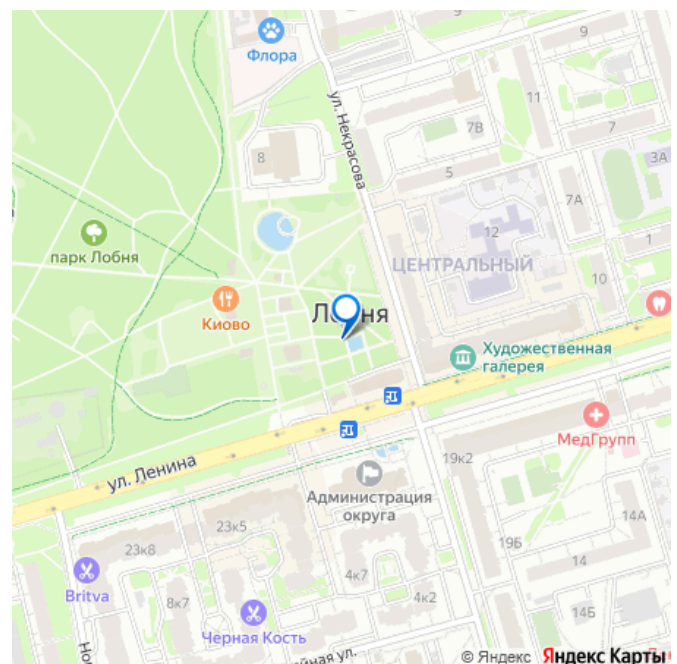 Флора
9
ул. Некрасова
11
7В
7
8
5
3А
7А
12
парк Лобня
ЦЕНТРАЛЬНЫЙ
1
10
Киово
Художественная
галерея
МедГрупп
19к2
ул. Ленина
Администрация
округа
23к5
14А
23к8
19Б
14
4к7
Britva
8к7
4к2
14Б
Черная Кость
© Яндекс Яндекс Карты